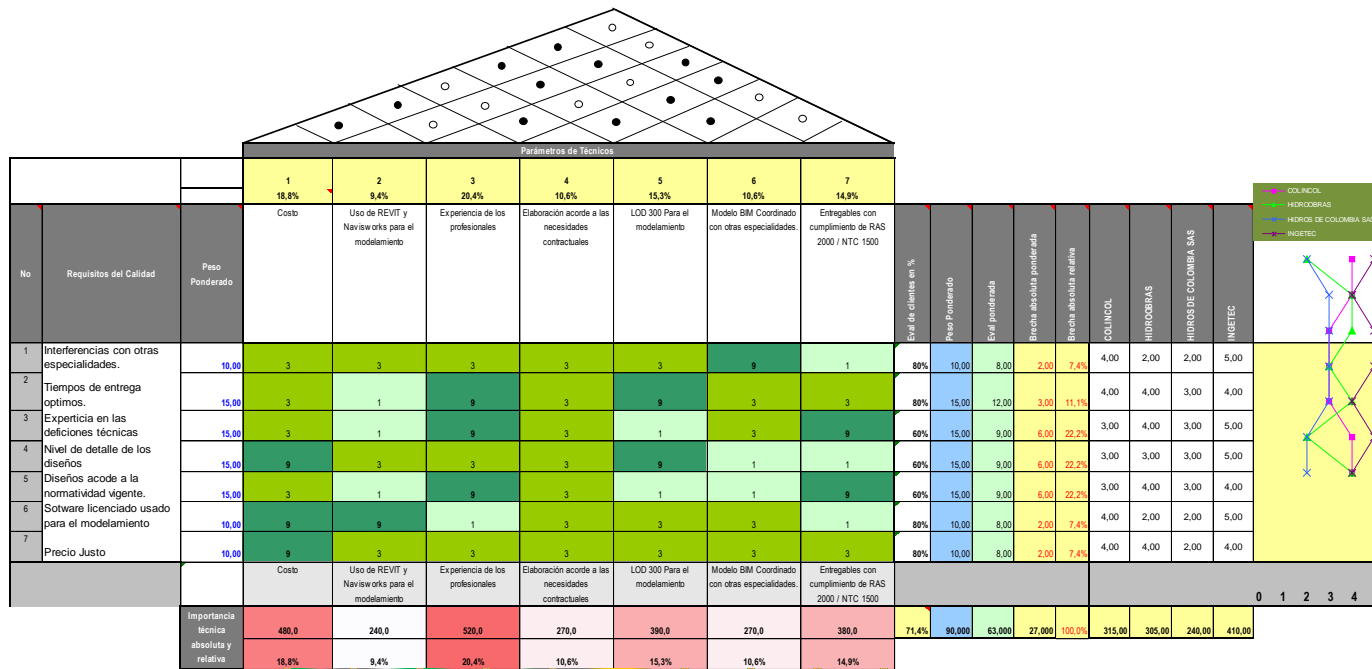 Parámetros de Técnicos
1 2 3 4 5 6 7
18,8% 9,4% 20,4% 10,6% 15,3% 10,6% 14,9%
COLINCOL
HIDROOBRAS
HIDROS DE COLOMBIA SAS
INGETEC
No
Requisitos del Calidad
Peso
Ponderado
Costo
Uso de REVIT y
Navisworks para el
modelamiento
Experiencia de los
profesionales
Elaboración acorde a las
necesidades
contractuales
LOD 300 Para el
modelamiento
Modelo BIM Coordinado
con otras especialidades.
Entregables con
cumplimiento de RAS
2000 / NTC 1500
Eval de clientes en %
Peso Ponderado
Eval ponderada
Brecha absoluta ponderada
Brecha absoluta relativa
COLINCOL
HIDROOBRAS
HIDROS DE COLOMBIA SAS
INGETEC
1
Interferencias con otras
especialidades.
10,00 3 3 3 3 3 9 1 80% 10,00 8,00 2,00 7,4% 4,00 2,00 2,00 5,00
2
Tiempos de entrega
optimos.
15,00 3 1 9 3 9 3 3 80% 15,00 12,00 3,00 11,1% 4,00 4,00 3,00 4,00
3
Experticia en las
deficiones técnicas
15,00 3 1 9 3 1 3 9 60% 15,00 9,00 6,00 22,2% 3,00 4,00 3,00 5,00
4
Nivel de detalle de los
diseños
15,00 9 3 3 3 9 1 1 60% 15,00 9,00 6,00 22,2% 3,00 3,00 3,00 5,00
5
Diseños acode a la
normatividad vigente.
15,00 3 1 9 3 1 1 9 60% 15,00 9,00 6,00 22,2% 3,00 4,00 3,00 4,00
6
Sotware licenciado usado
para el modelamiento
10,00 9 9 1 3 3 3 1 80% 10,00 8,00 2,00 7,4% 4,00 2,00 2,00 5,00
7
Precio Justo
10,00 9 3 3 3 3 3 3 80% 10,00 8,00 2,00 7,4% 4,00 4,00 2,00 4,00
Costo
Uso de REVIT y
Navisworks para el
modelamiento
Experiencia de los
profesionales
Elaboración acorde a las
necesidades
contractuales
LOD 300 Para el
modelamiento
Modelo BIM Coordinado
con otras especialidades.
Entregables con
cumplimiento de RAS
2000 / NTC 1500
0 1 2 3 4
Importancia
técnica
absoluta y
relativa
480,0 240,0 520,0 270,0 390,0 270,0 380,0 71,4% 90,000 63,000 27,000 100,0% 315,00 305,00 240,00 410,00
18,8% 9,4% 20,4% 10,6% 15,3% 10,6% 14,9%